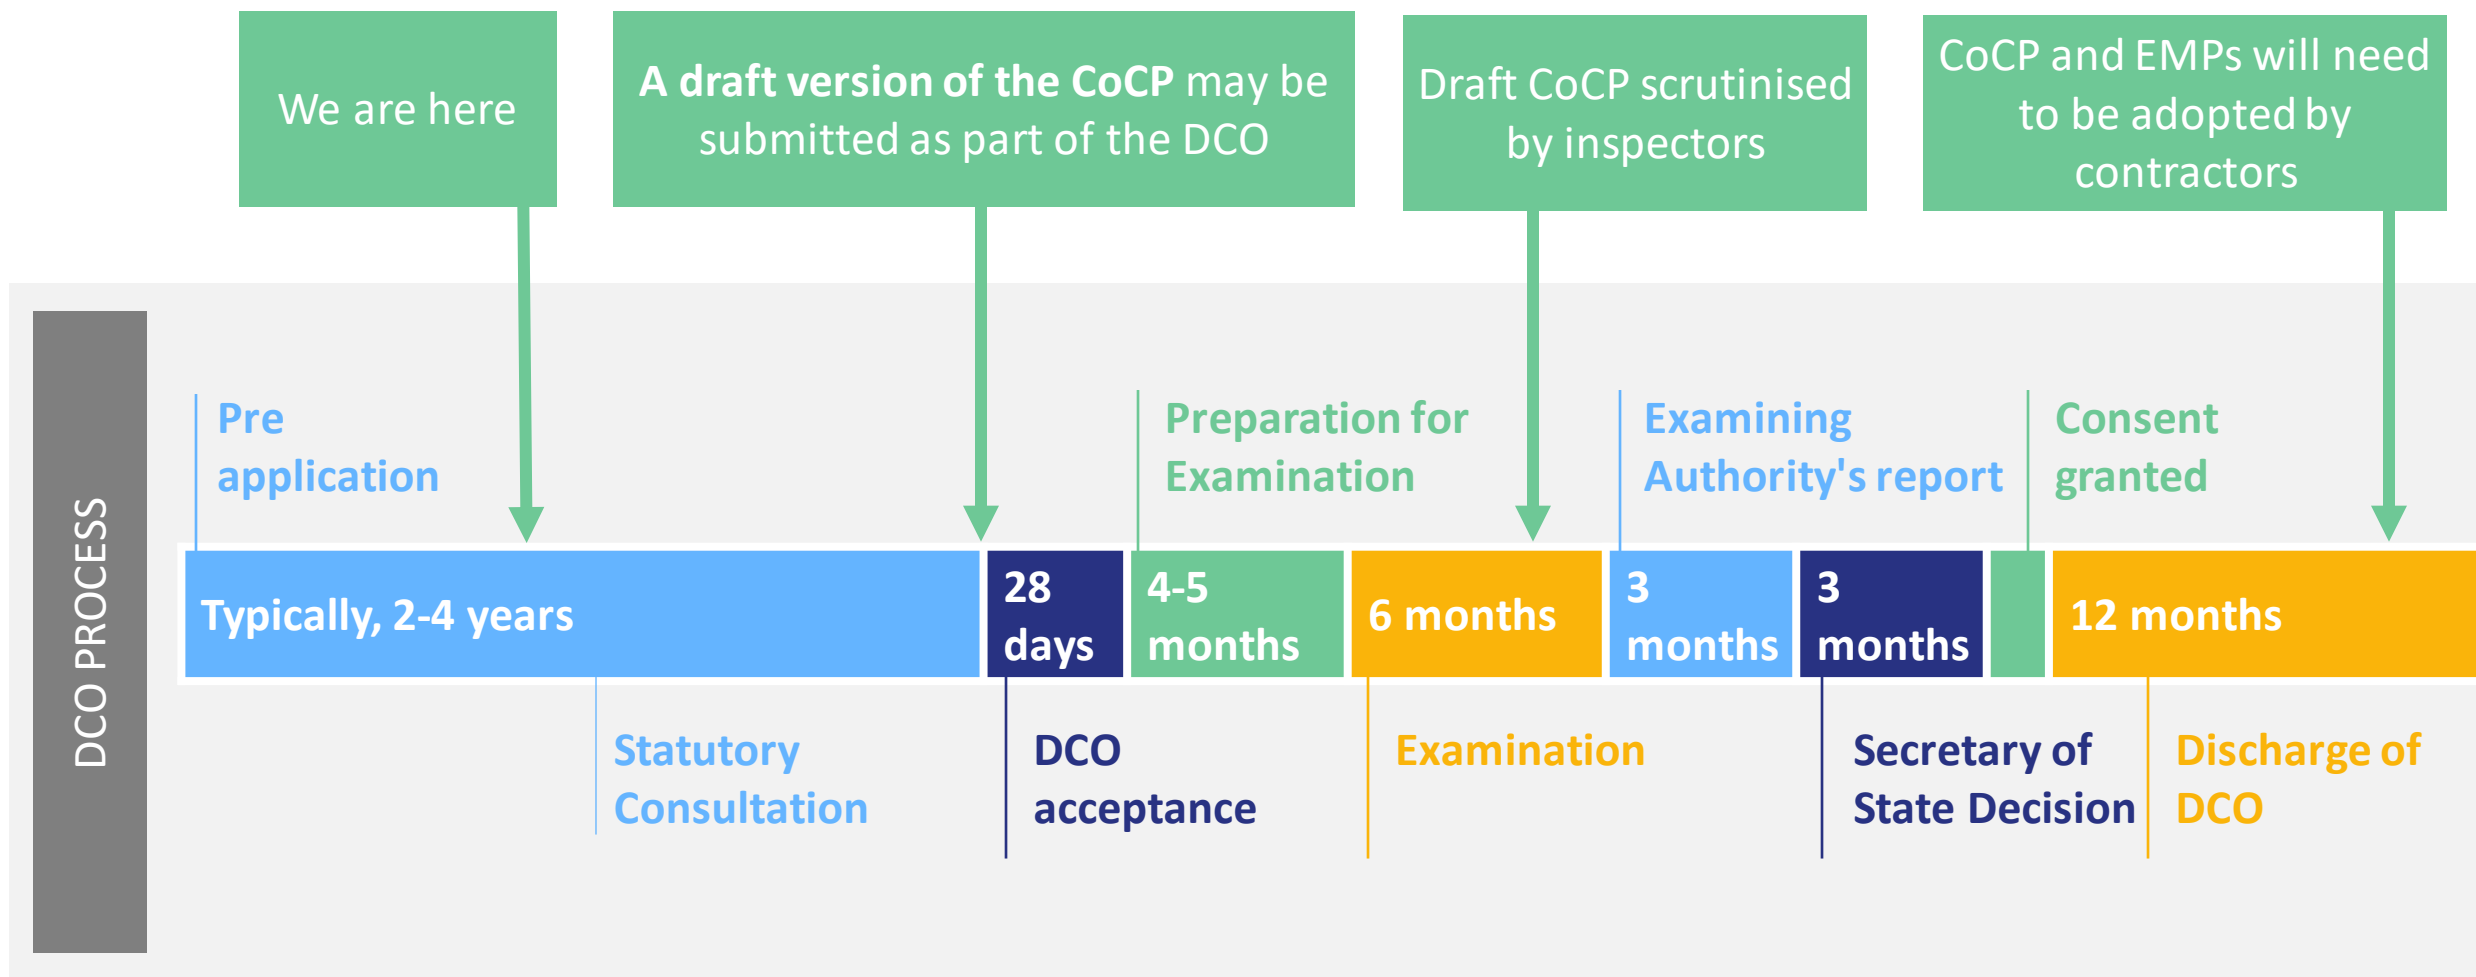 We are here
A draft version of the CoCP may be
submitted as part of the DCO
Draft CoCP scrutinised
by inspectors
CoCP and EMPs will need
to be adopted by
contractors
DCO PROCESS
Pre
application
Preparation for
Examination
Examining
Authority's report
Consent
granted
Typically, 2-4 years
28
days
4-5
months
6 months
3
months
3
months
12 months
Statutory
Consultation
DCO
acceptance
Examination
Secretary of
State Decision
Discharge of
DCO